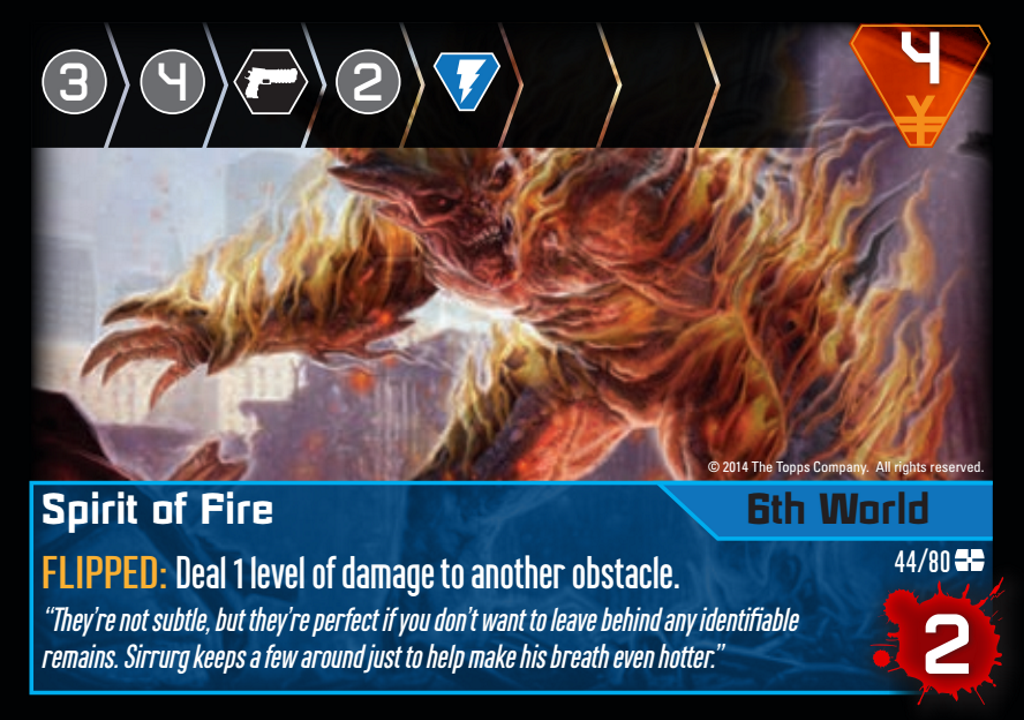 3 4 2
4
¥
© 2014 The Topps Company. All rights reserved.
Spirit of Fire
6th World
FLIPPED: Deal 1 level of damage to another obstacle.
44/80
“They’re not subtle, but they’re perfect if you don’t want to leave behind any identifiable
remains. Sirrurg keeps a few around just to help make his breath even hotter.”
2